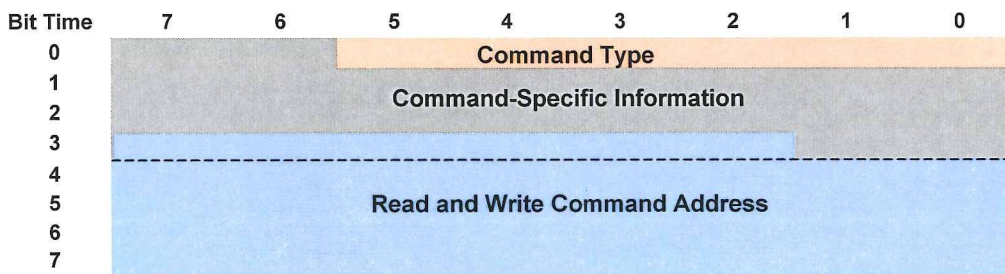 Bit Time 7 6 5 4 3 2 1 0
0 Command Type
1
Command-Specific Information
2
3
4
5 Read and Write Command Address
6
7